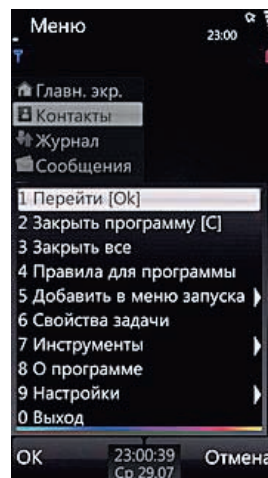 Меню
23:00
Главн. экр.
Контакты
Журнал
Сообщения
1 Перейти [Ok]
2 Закрыть программу [C]
3 Закрыть все
4 Правила для программы
5 Добавить в меню запуска
6 Свойства задачи
7 Инструменты
8 О программе
9 Настройки
0 Выход
ОК 23:00:39 Отмена
Ср 29.07